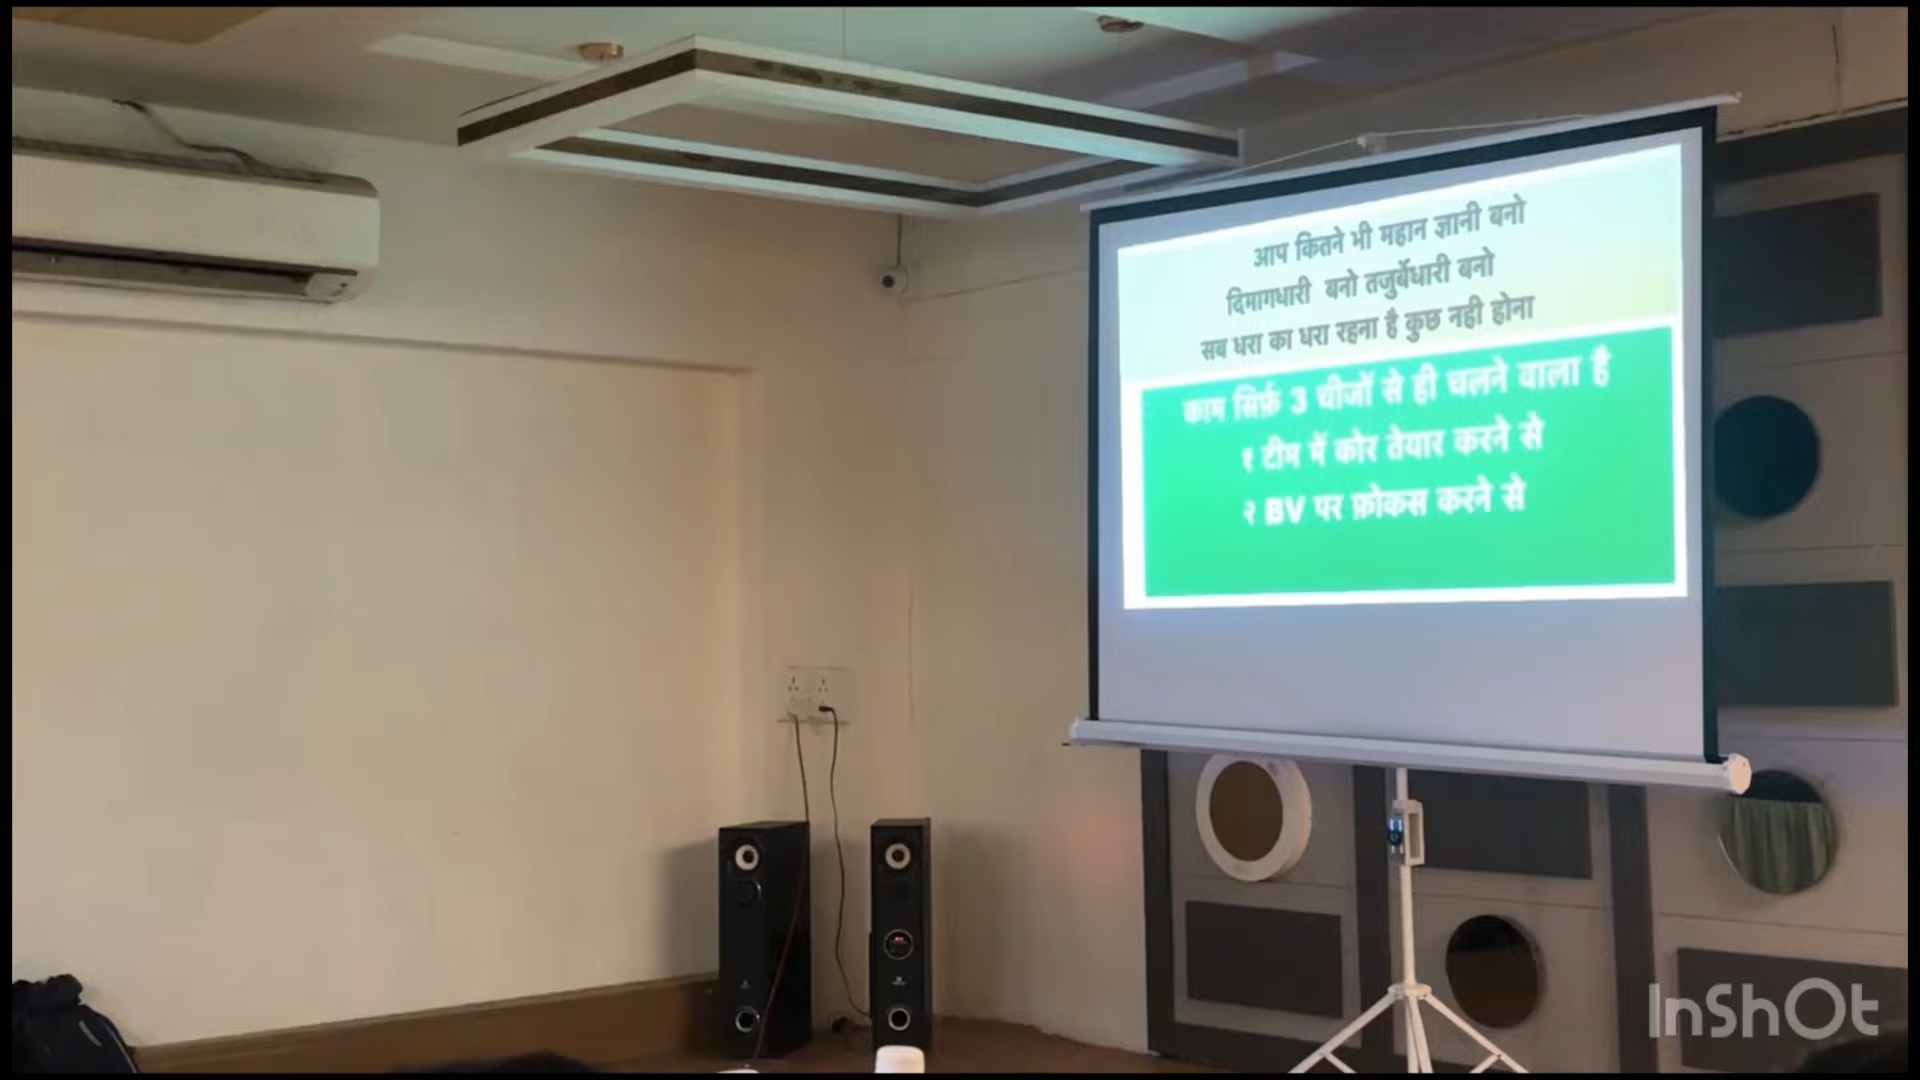 आप कितने भी महान ज्ञानी बनो
दिमागधारी बनो तजुर्बेधारी बनो
सब धरा का धरा रहना है कुछ नही होना
काम सिर्फ़ 3 चीजों से ही चलने वाला है
१ टीम में कोर तेयार करने से
२ BV पर फ़ोकस करने से
InShOt